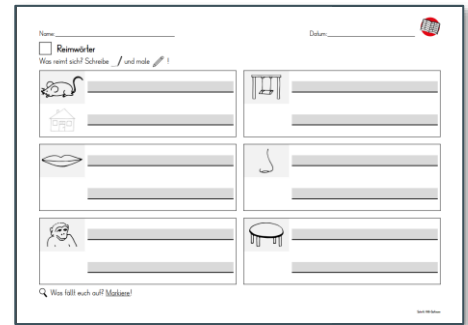 Name:
Datum:
Reimwörter
Was reimt sich? Schreibe und male !
Was fällt euch auf? Markiere!